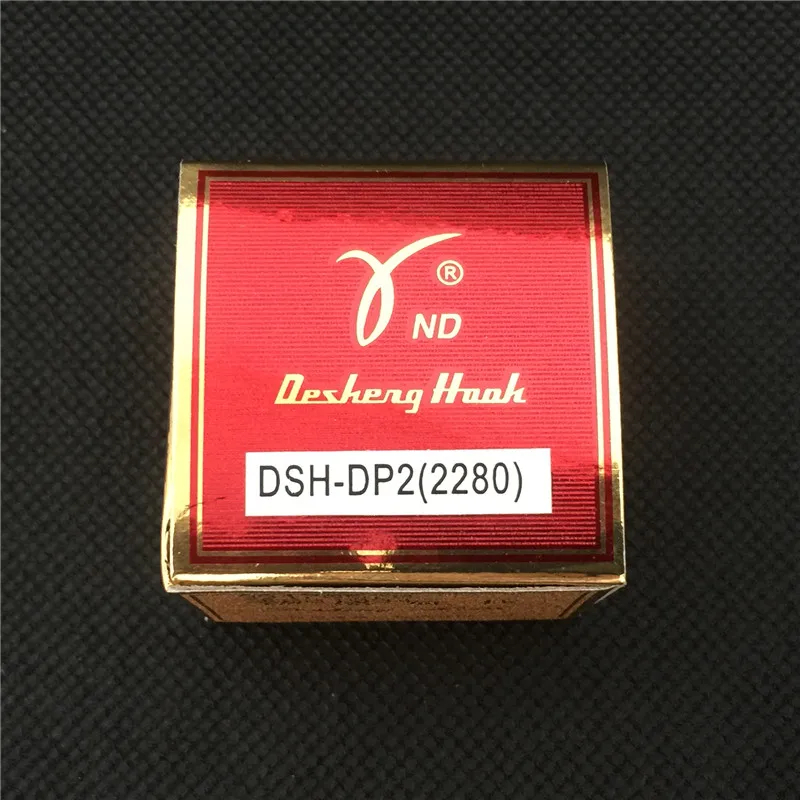 ®
ND
Desheng Hook
DSH-DP2(2280)